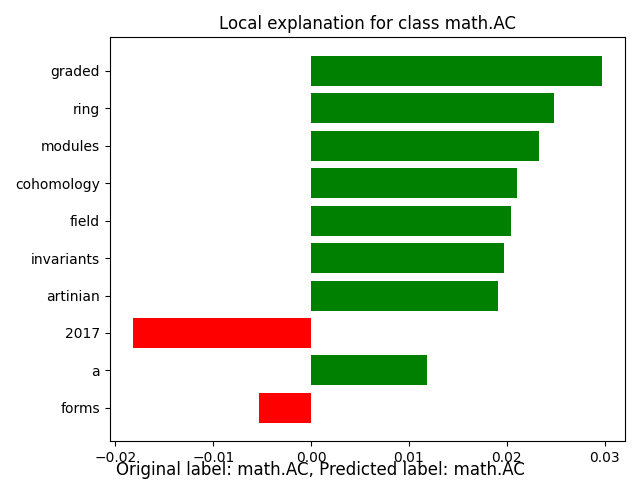 Local explanation for class math.AC
graded
ring
modules
cohomology
field
invariants
artinian
2017
a
forms
−0.02 −0.01 0.00 0.01 0.02 0.03
Original label: math.AC, Predicted label: math.AC